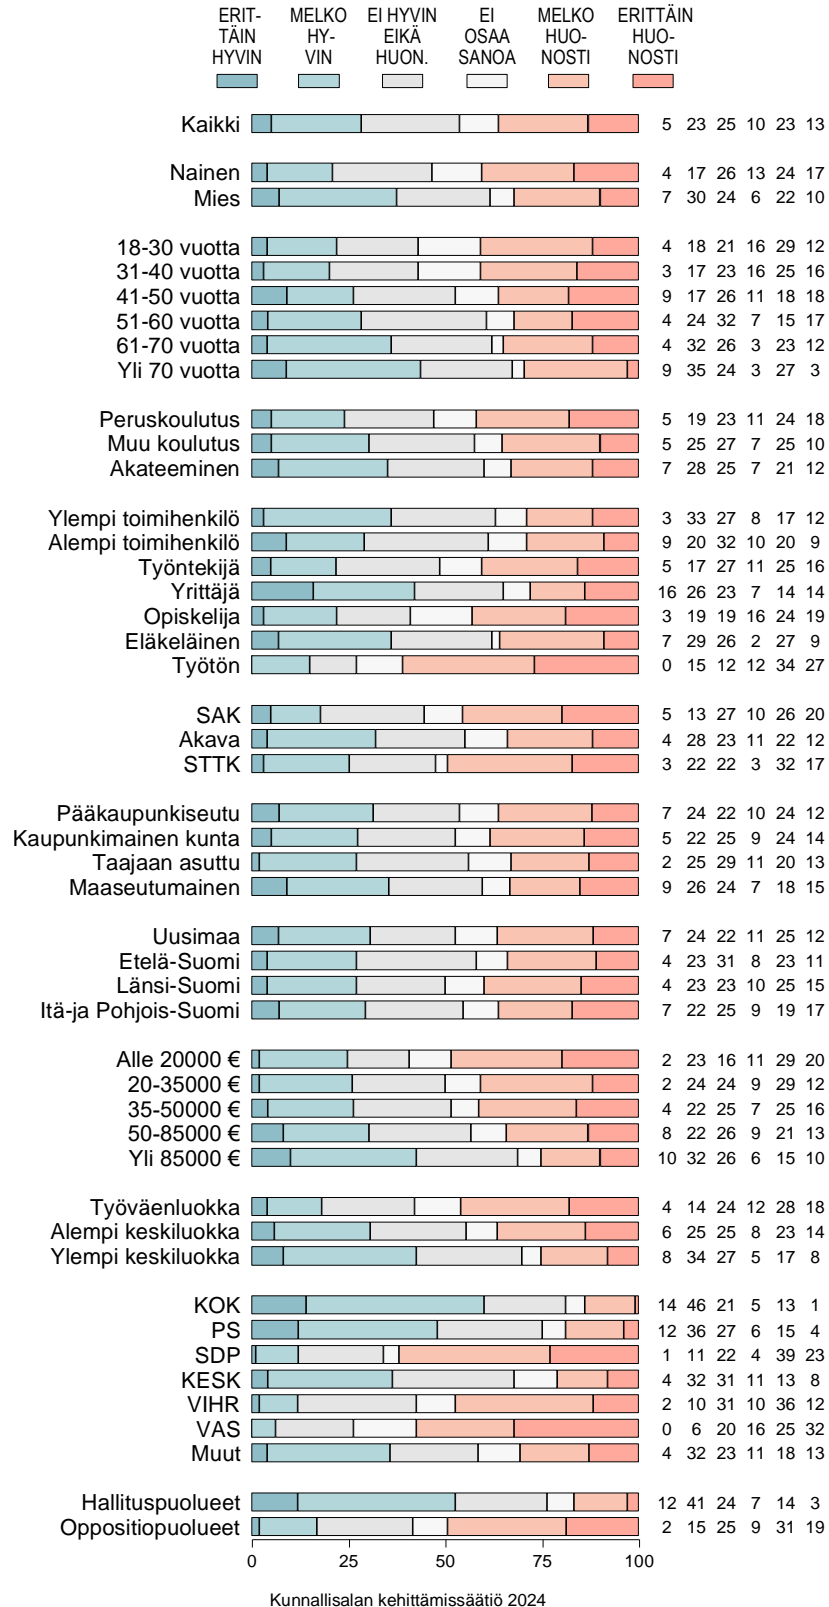 ERIT- MELKO EI HYVIN EI MELKO ERITTÄIN
TÄIN HY- EIKÄ OSAA HUO- HUO-
HYVIN VIN HUON. SANOA NOSTI NOSTI
Kaikki 5 23 25 10 23 13
Nainen 4 17 26 13 24 17
Mies 7 30 24 6 22 10
18-30 vuotta 4 18 21 16 29 12
31-40 vuotta 3 17 23 16 25 16
41-50 vuotta 9 17 26 11 18 18
51-60 vuotta 4 24 32 7 15 17
61-70 vuotta 4 32 26 3 23 12
Yli 70 vuotta 9 35 24 3 27 3
Peruskoulutus 5 19 23 11 24 18
Muu koulutus 5 25 27 7 25 10
Akateeminen 7 28 25 7 21 12
Ylempi toimihenkilö 3 33 27 8 17 12
Alempi toimihenkilö 9 20 32 10 20 9
Työntekijä 5 17 27 11 25 16
Yrittäjä 16 26 23 7 14 14
Opiskelija 3 19 19 16 24 19
Eläkeläinen 7 29 26 2 27 9
Työtön 0 15 12 12 34 27
SAK 5 13 27 10 26 20
Akava 4 28 23 11 22 12
STTK 3 22 22 3 32 17
Pääkaupunkiseutu 7 24 22 10 24 12
Kaupunkimainen kunta 5 22 25 9 24 14
Taajaan asuttu 2 25 29 11 20 13
Maaseutumainen 9 26 24 7 18 15
Uusimaa 7 24 22 11 25 12
Etelä-Suomi 4 23 31 8 23 11
Länsi-Suomi 4 23 23 10 25 15
Itä-ja Pohjois-Suomi 7 22 25 9 19 17
Alle 20000 € 2 23 16 11 29 20
20-35000 € 2 24 24 9 29 12
35-50000 € 4 22 25 7 25 16
50-85000 € 8 22 26 9 21 13
Yli 85000 € 10 32 26 6 15 10
Työväenluokka 4 14 24 12 28 18
Alempi keskiluokka 6 25 25 8 23 14
Ylempi keskiluokka 8 34 27 5 17 8
KOK 14 46 21 5 13 1
PS 12 36 27 6 15 4
SDP 1 11 22 4 39 23
KESK 4 32 31 11 13 8
VIHR 2 10 31 10 36 12
VAS 0 6 20 16 25 32
Muut 4 32 23 11 18 13
Hallituspuolueet 12 41 24 7 14 3
Oppositiopuolueet 2 15 25 9 31 19
0 25 50 75 100
Kunnallisalan kehittämissäätiö 2024